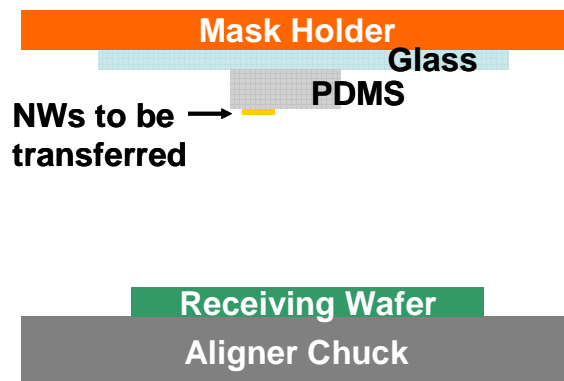 Mask Holder
Glass
PDMS
NWs to be
transferred
Receiving Wafer
Aligner Chuck